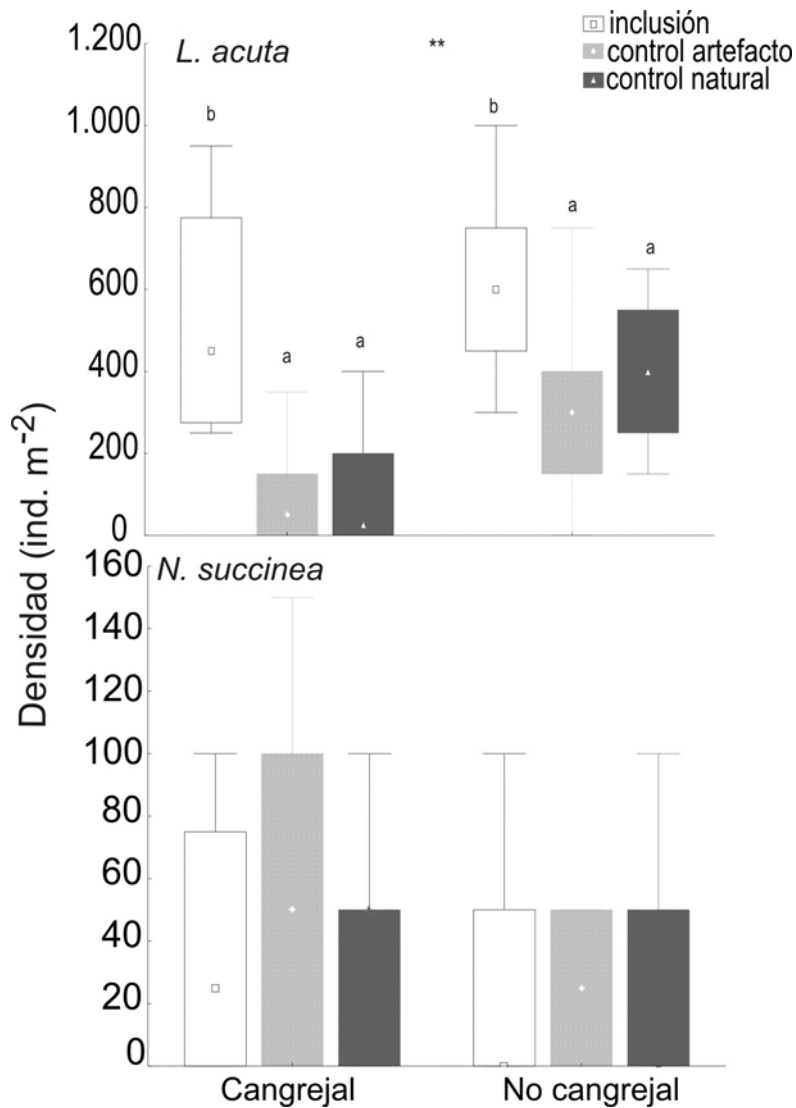 inclusión
control artefacto
control natural
L. acuta
**
1.200
1.000
800
600
400
200
0
b
a
a
b
a
a
Densidad (ind. m⁻²)
N. succinea
160
140
120
100
80
60
40
20
0
Cangrejal
No cangrejal